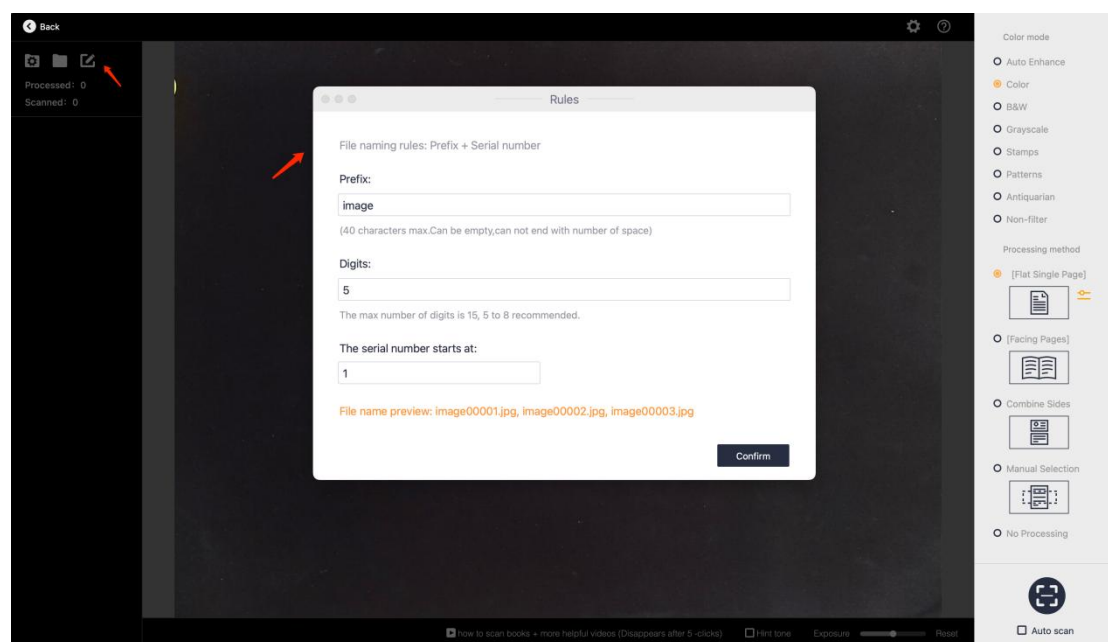 Back
Processed: 0
Scanned: 0
Rules
File naming rules: Prefix + Serial number
Prefix:
image
(40 characters max.Can be empty,can not end with number of space)
Digits:
5
The max number of digits is 15, 5 to 8 recommended.
The serial number starts at:
1
File name preview: image00001.jpg, image00002.jpg, image00003.jpg
Confirm
how to scan books + more helpful videos (Disappears after 5 -clicks)
Hint tone
Exposure
Reset
Color mode
Auto Enhance
Color
B&W
Grayscale
Stamps
Patterns
Antiquarian
Non-filter
Processing method
[Flat Single Page]
[Facing Pages]
Combine Sides
Manual Selection
No Processing
Auto scan